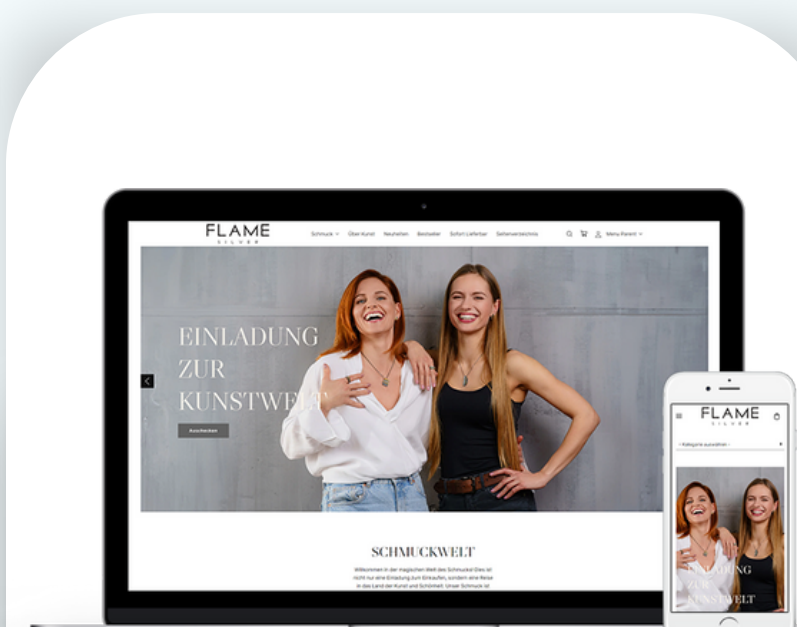 FLAME
SILVER
Schmuck Über Kunst Neuheiten Bestseller Sofort Lieferbar Seitenverzeichnis Menu Parent
EINLADUNG
ZUR
KUNSTWELT
SCHMUCKWELT
Willkommen in der magischen Welt des Schmucks! Dies ist
nicht nur eine Einladung zum Einkaufen, sondern eine Reise
in das Land der Kunst und Schönheit. Unser Schmuck ist
FLAME
SILVER
- Kategorie auswählen -
EINLADUNG
ZUR
KUNSTWELT